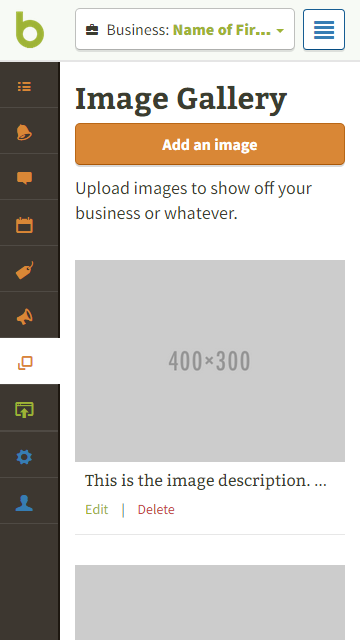 b
Business: Name of Fir...
Image Gallery
Add an image
Upload images to show off your
business or whatever.
400×300
This is the image description. ...
Edit | Delete